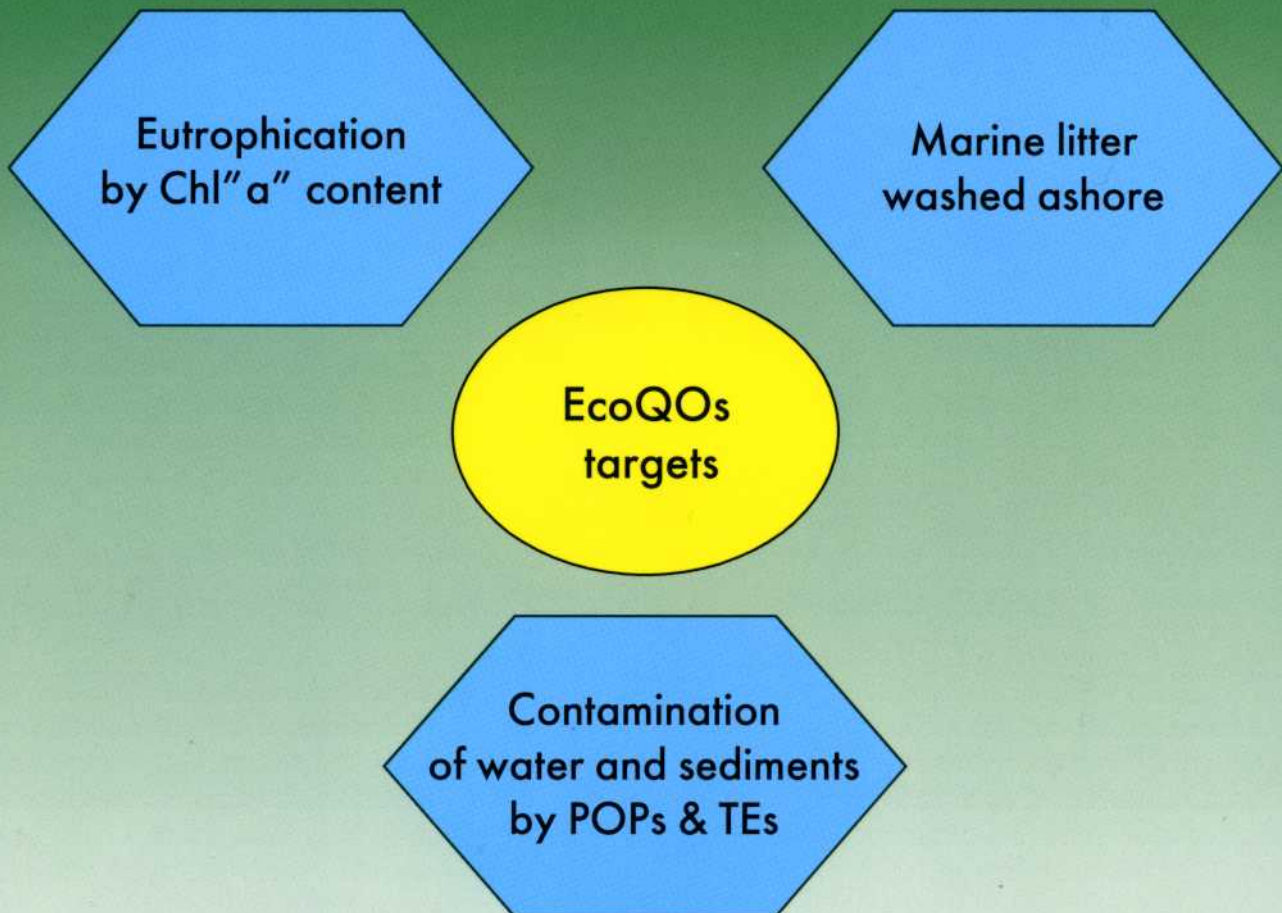 Eutrophication
by Chl"a" content
Marine litter
washed ashore
EcoQOs
targets
Contamination
of water and sediments
by POPs & TEs